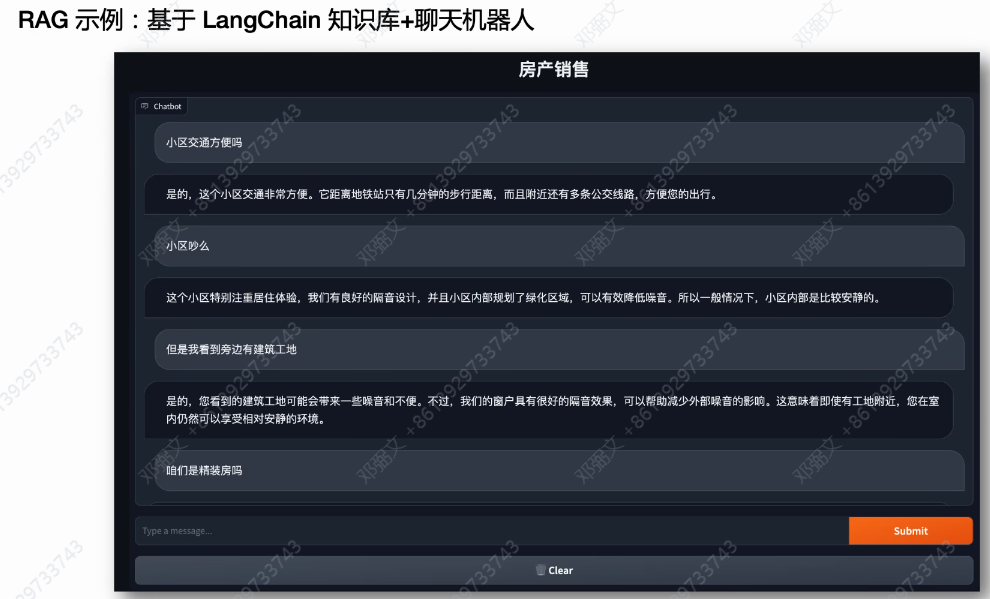 RAG 示例：基于 LangChain 知识库+聊天机器人
房产销售
Chatbot
小区交通方便吗
是的，这个小区交通非常方便。它距离地铁站只有几分钟的步行距离，而且附近还有多条公交线路，方便您的出行。
小区吵么
这个小区特别注重居住体验，我们有良好的隔音设计，并且小区内部规划了绿化区域，可以有效降低噪音。所以一般情况下，小区内部是比较安静的。
但是我看到旁边有建筑工地
是的，您看到的建筑工地可能会带来一些噪音和不便。不过，我们的窗户具有很好的隔音效果，可以帮助减少外部噪音的影响。这意味着即使有工地附近，您在室
内仍然可以享受相对安静的环境。
咱们是精装房吗
Type a message...
Submit
Clear
邓弼文 +8613929733743